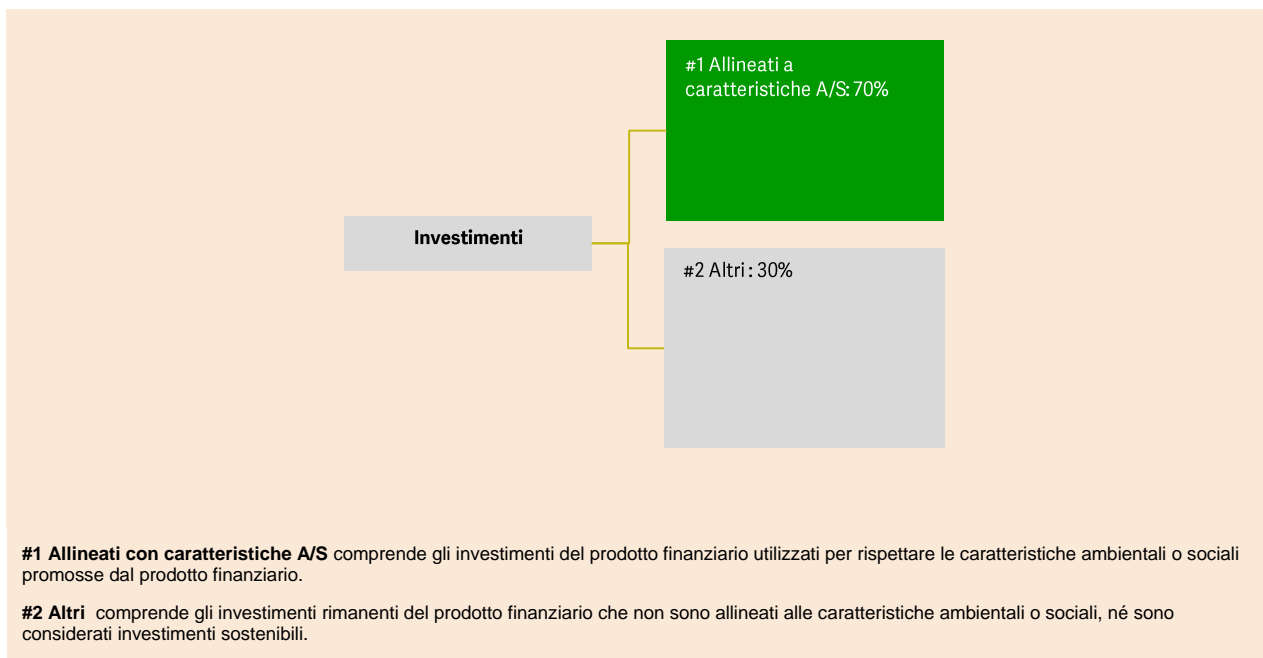 #1 Allineati a
caratteristiche A/S: 70%
Investimenti
#2 Altri : 30%
#1 Allineati con caratteristiche A/S comprende gli investimenti del prodotto finanziario utilizzati per rispettare le caratteristiche ambientali o sociali
promosse dal prodotto finanziario.
#2 Altri comprende gli investimenti rimanenti del prodotto finanziario che non sono allineati alle caratteristiche ambientali o sociali, né sono
considerati investimenti sostenibili.